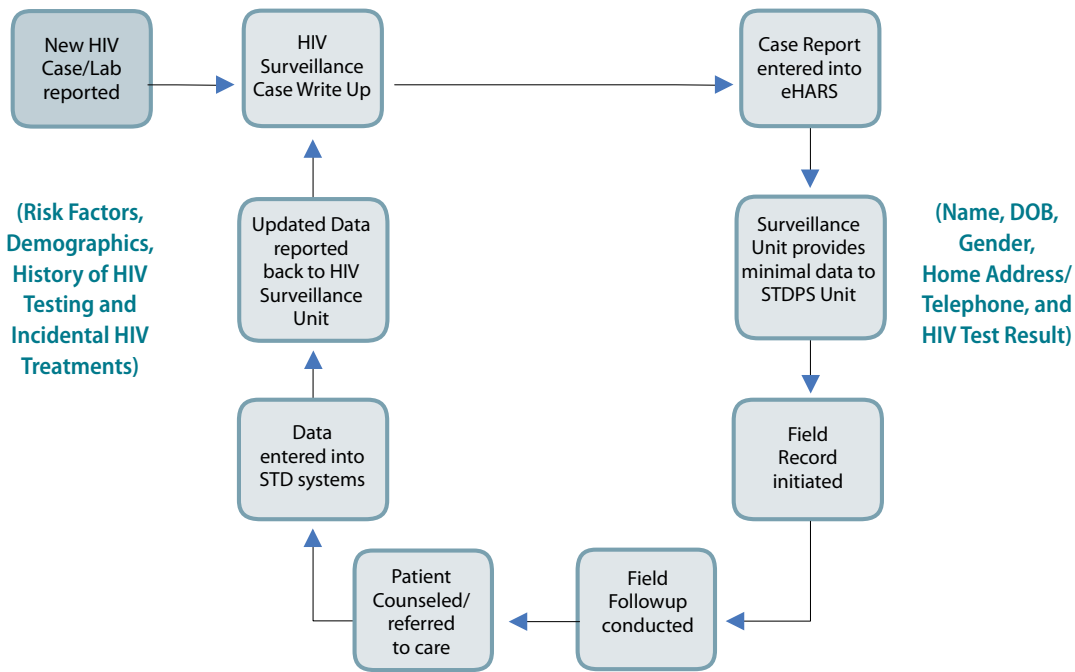 New HIV
Case/Lab
reported
HIV
Surveillance
Case Write Up
Case Report
entered into
eHARS
(Risk Factors,
Demographics,
History of HIV
Testing and
Incidental HIV
Treatments)
Updated Data
reported
back to HIV
Surveillance
Unit
Surveillance
Unit provides
minimal data to
STDPS Unit
(Name, DOB,
Gender,
Home Address/
Telephone, and
HIV Test Result)
Data
entered into
STD systems
Field
Record
initiated
Patient
Counseled/
referred
to care
Field
Followup
conducted